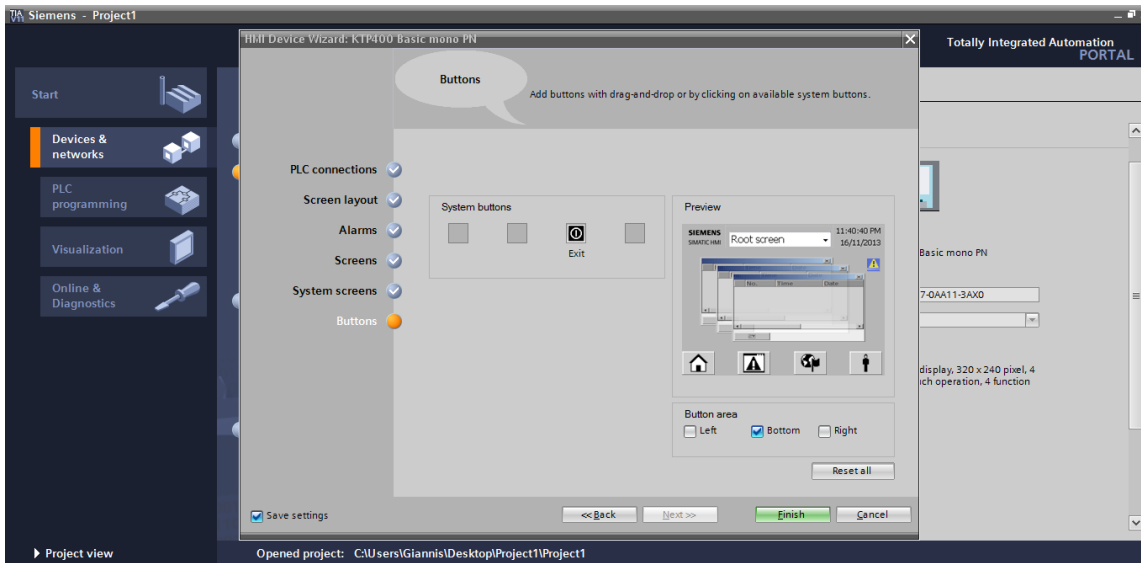 Siemens - Project1
HMI Device Wizard: KTP400 Basic mono PN
Totally Integrated Automation
PORTAL
Start
Devices &
networks
PLC
programming
Visualization
Online &
Diagnostics
Buttons
Add buttons with drag-and-drop or by clicking on available system buttons.
PLC connections
Screen layout
Alarms
Screens
System screens
Buttons
System buttons
Exit
Preview
SIEMENS
SIMATIC HMI
Root screen
11:40:40 PM
16/11/2013
No. Time Date
Button area
Left Bottom Right
Reset all
Basic mono PN
7-0AA11-3AX0
display, 320 x 240 pixel, 4
uch operation, 4 function
Save settings
<< Back
Next >>
Finish
Cancel
Project view
Opened project: C:\Users\Giannis\Desktop\Project1\Project1